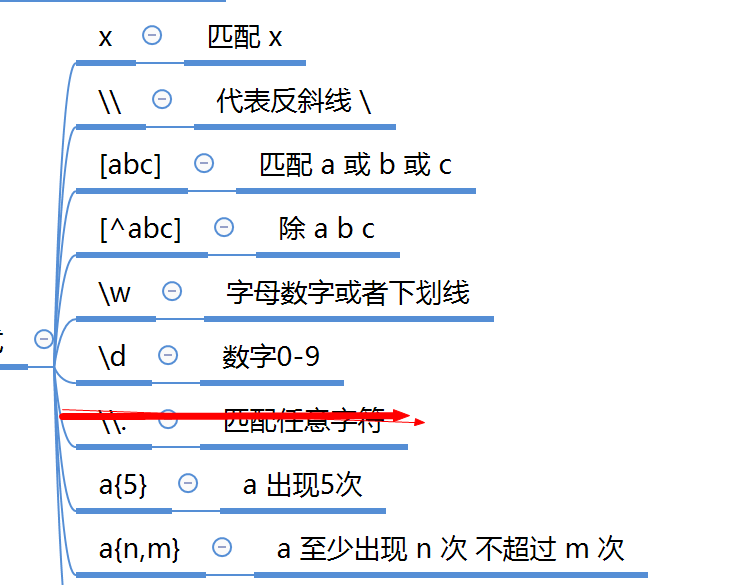 x 匹配 x
\\ 代表反斜线 \
[abc] 匹配 a 或 b 或 c
[^abc] 除 a b c
\w 字母数字或者下划线
\d 数字0-9
\\. 匹配任意字符
a{5} a 出现5次
a{n,m} a 至少出现 n 次 不超过 m 次